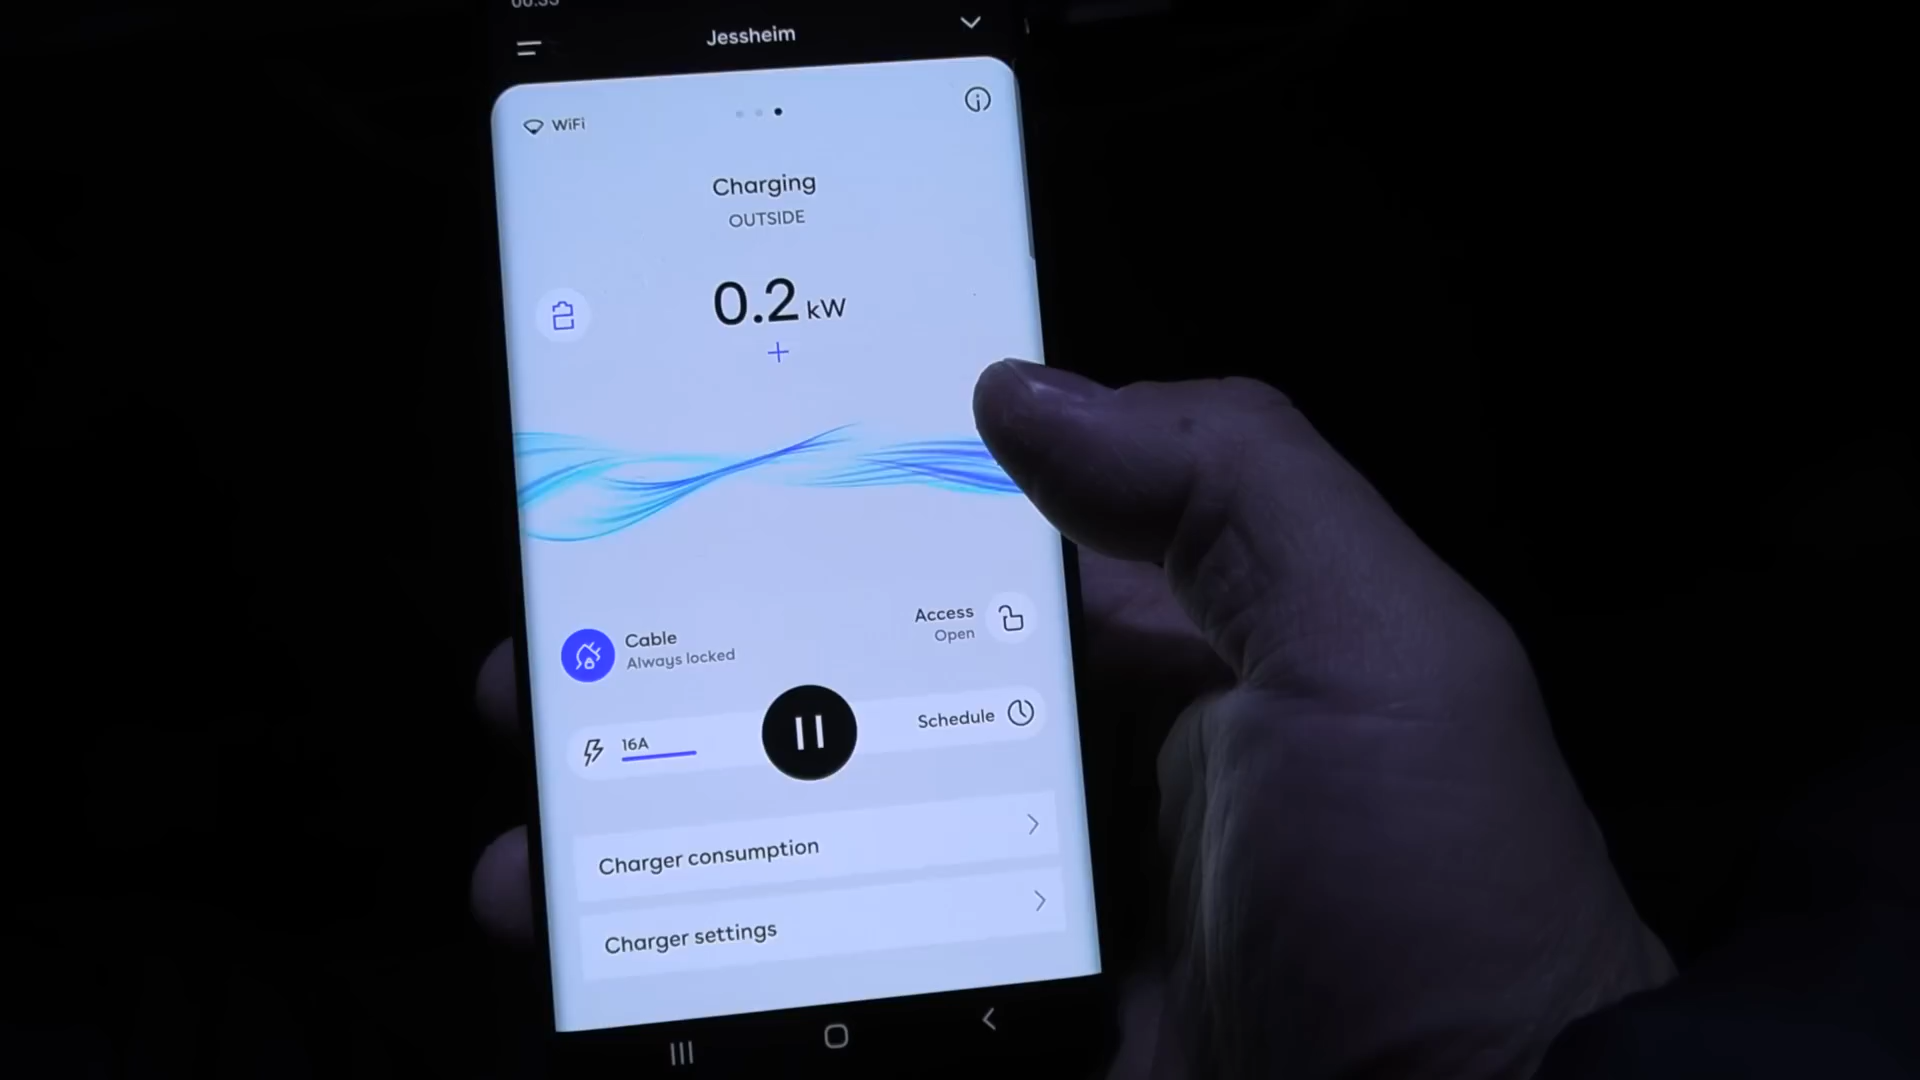 Jessheim
WiFi
Charging
OUTSIDE
0.2 kW
+
Cable
Always locked
Access
Open
16A
Schedule
Charger consumption
Charger settings